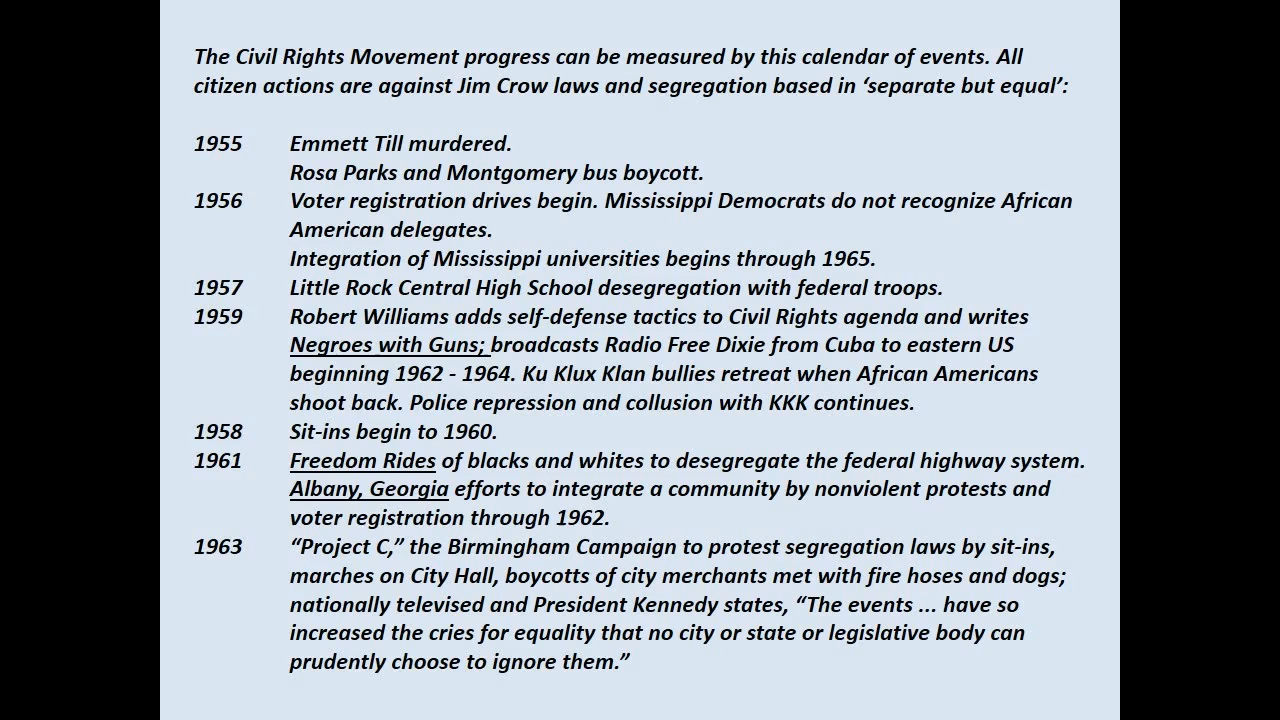 The Civil Rights Movement progress can be measured by this calendar of events. All
citizen actions are against Jim Crow laws and segregation based in ‘separate but equal’:
1955 Emmett Till murdered.
Rosa Parks and Montgomery bus boycott.
1956 Voter registration drives begin. Mississippi Democrats do not recognize African
American delegates.
Integration of Mississippi universities begins through 1965.
1957 Little Rock Central High School desegregation with federal troops.
1959 Robert Williams adds self-defense tactics to Civil Rights agenda and writes
Negroes with Guns; broadcasts Radio Free Dixie from Cuba to eastern US
beginning 1962 - 1964. Ku Klux Klan bullies retreat when African Americans
shoot back. Police repression and collusion with KKK continues.
1958 Sit-ins begin to 1960.
1961 Freedom Rides of blacks and whites to desegregate the federal highway system.
Albany, Georgia efforts to integrate a community by nonviolent protests and
voter registration through 1962.
1963 “Project C,” the Birmingham Campaign to protest segregation laws by sit-ins,
marches on City Hall, boycotts of city merchants met with fire hoses and dogs;
nationally televised and President Kennedy states, “The events ... have so
increased the cries for equality that no city or state or legislative body can
prudently choose to ignore them.”